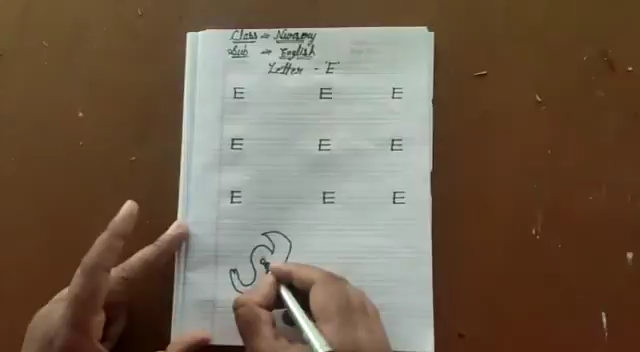 Class → Nursery
Sub → English
Letter - 'E'
E E E
E E E
E E E